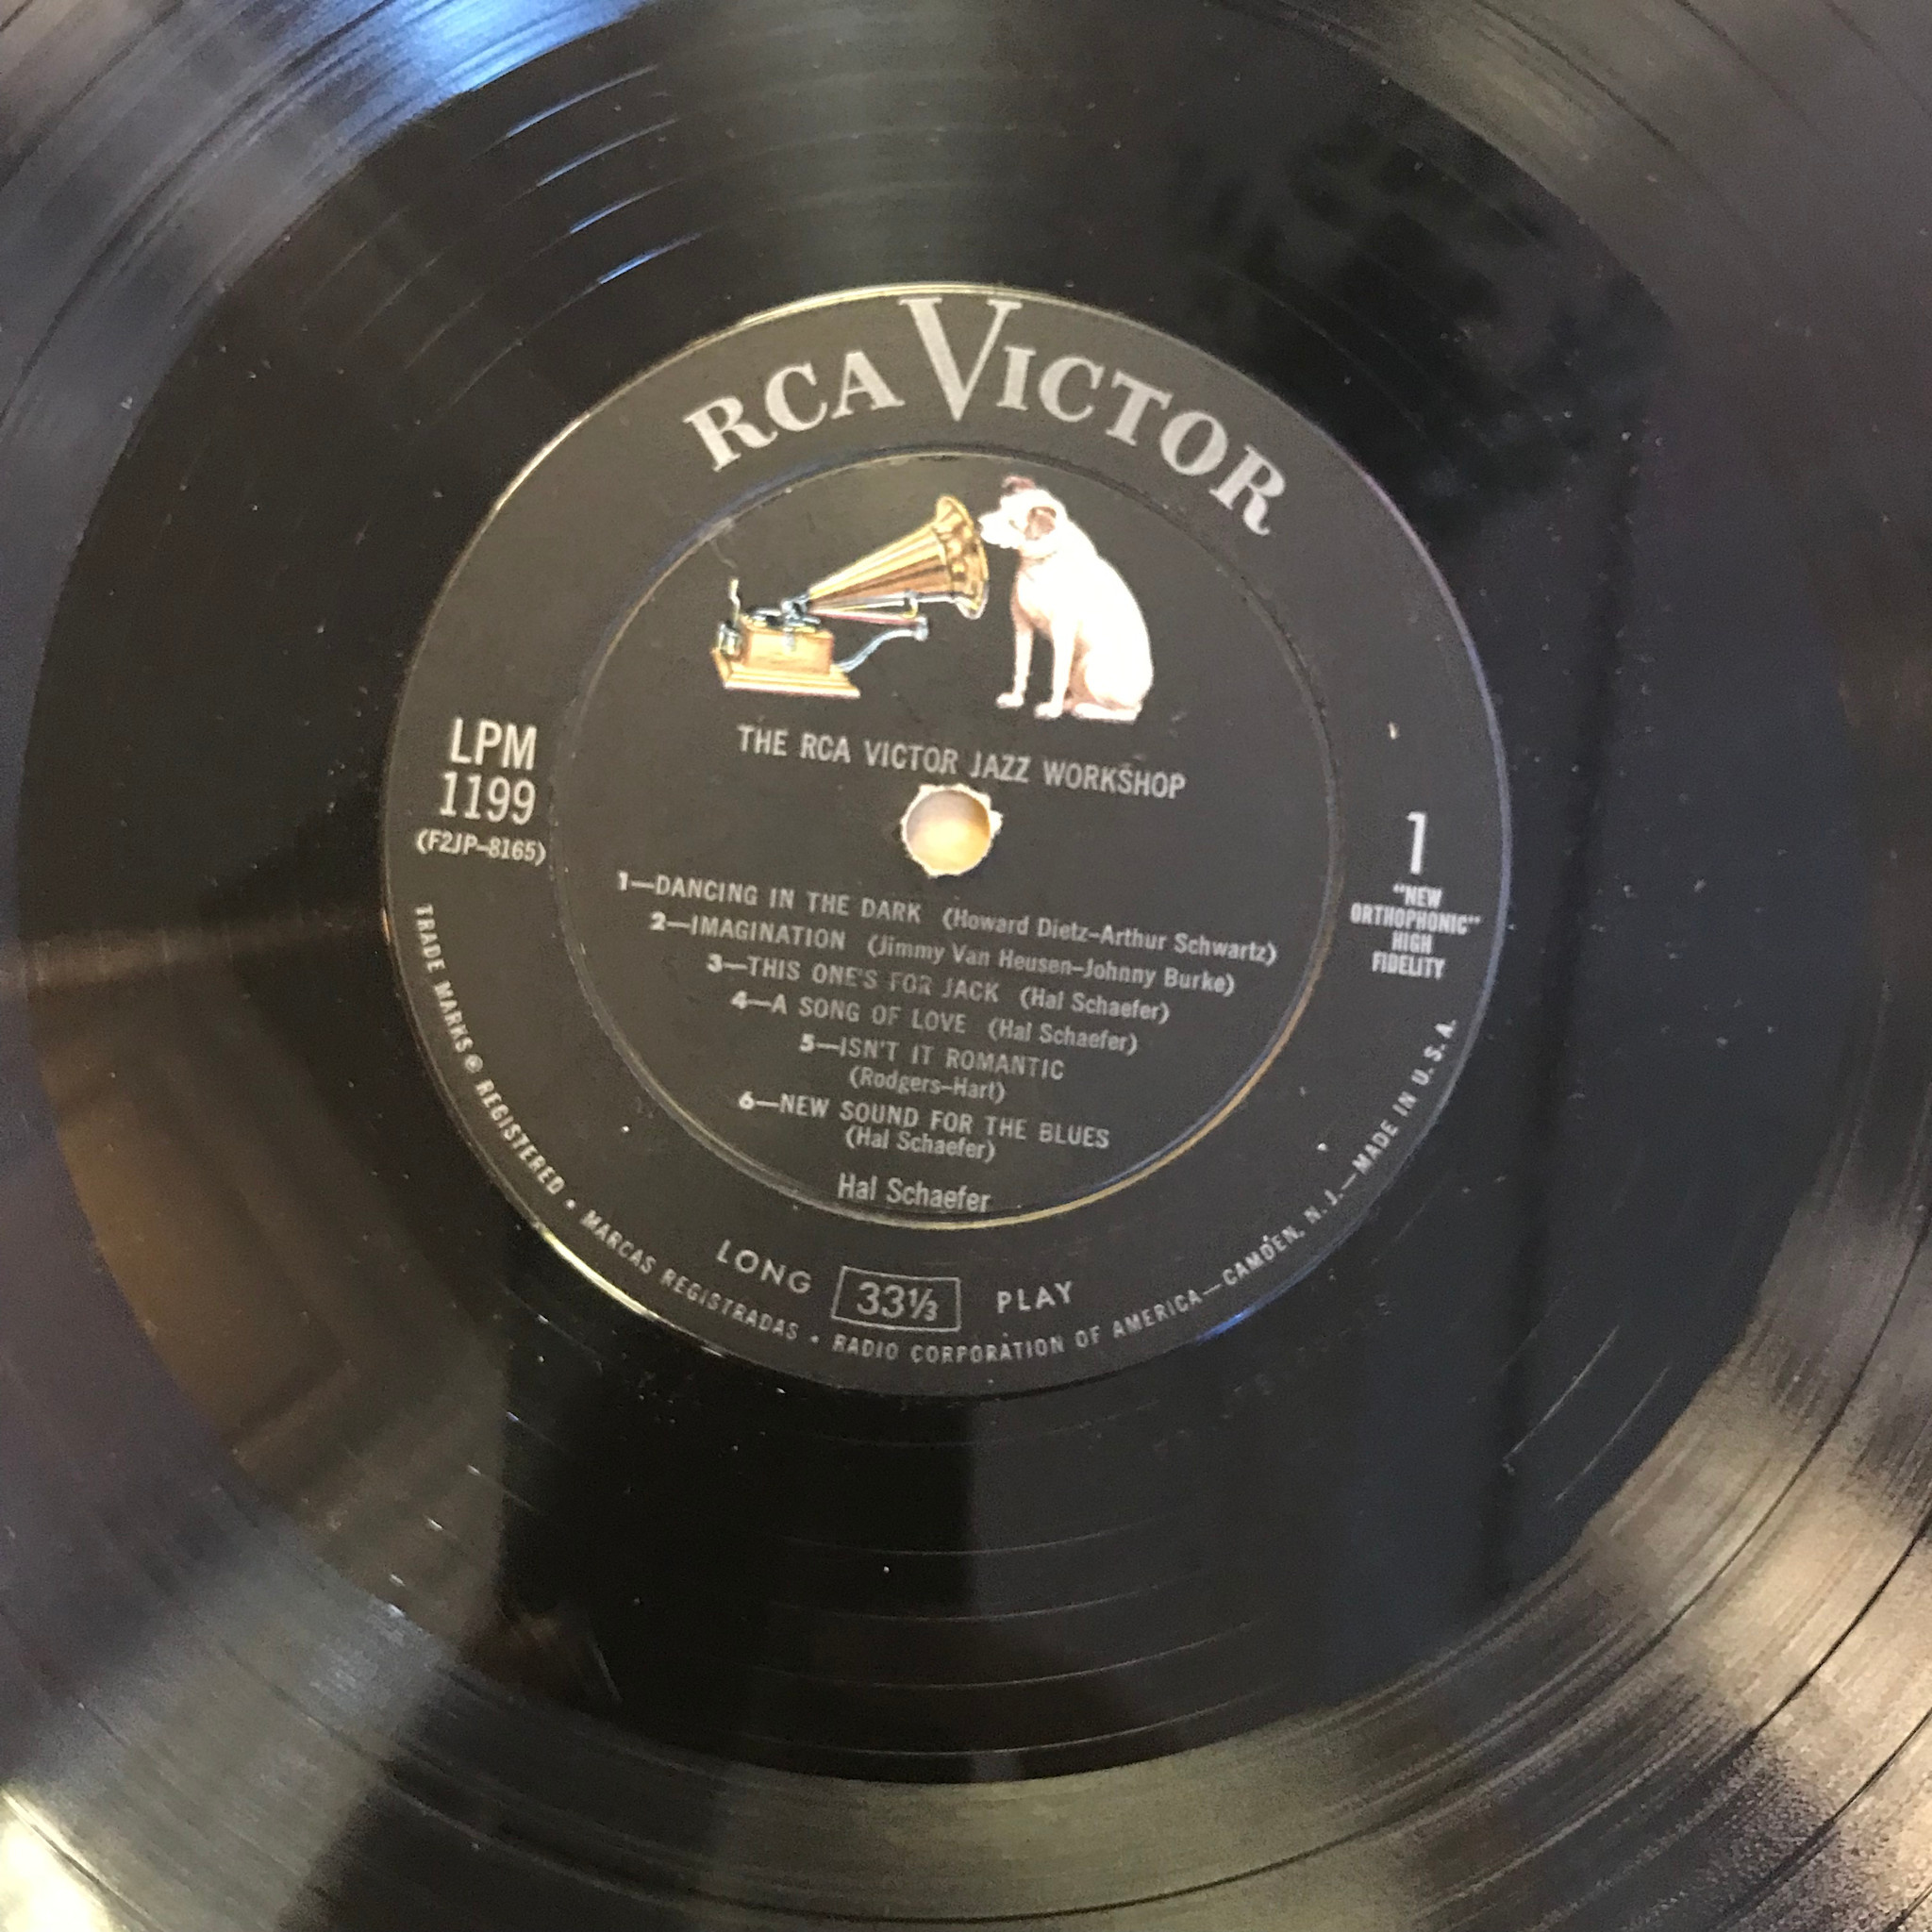 RCA VICTOR
THE RCA VICTOR JAZZ WORKSHOP
LPM
1199
(F2JP-8165)
1
"NEW
ORTHOPHONIC"
HIGH
FIDELITY
1—DANCING IN THE DARK (Howard Dietz-Arthur Schwartz)
2—IMAGINATION (Jimmy Van Heusen-Johnny Burke)
3—THIS ONE'S FOR JACK (Hal Schaefer)
4—A SONG OF LOVE (Hal Schaefer)
5—ISN'T IT ROMANTIC
(Rodgers-Hart)
6—NEW SOUND FOR THE BLUES
(Hal Schaefer)
Hal Schaefer
LONG 33⅓ PLAY
TRADE MARKS ® REGISTERED • MARCAS REGISTRADAS • RADIO CORPORATION OF AMERICA—CAMDEN, N. J.—MADE IN U. S. A.